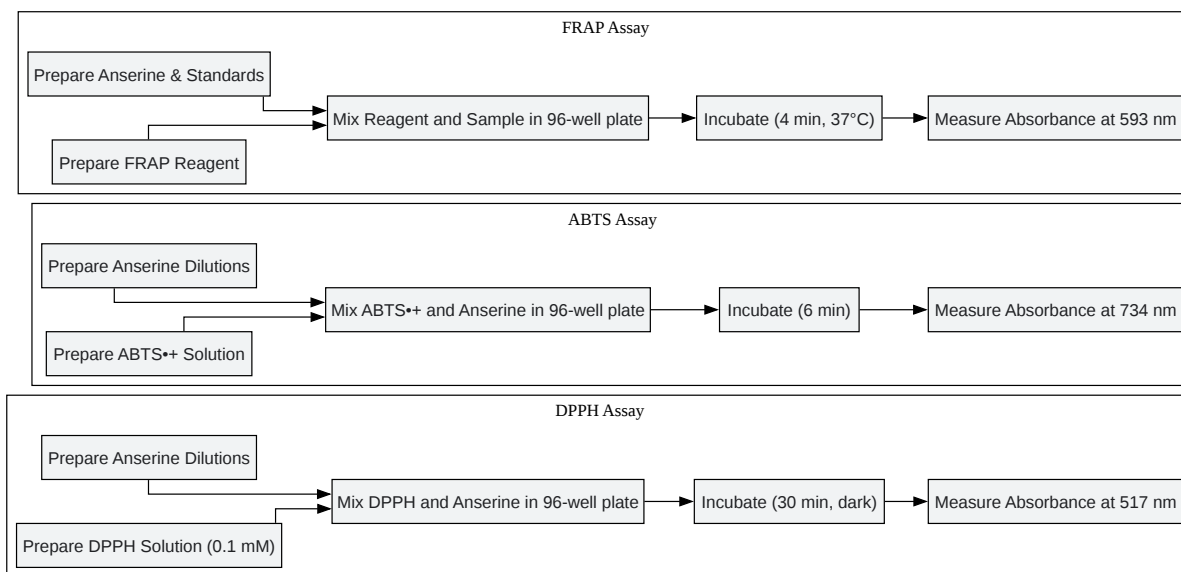 FRAP Assay
Prepare Anserine & Standards
Mix Reagent and Sample in 96-well plate
Incubate (4 min, 37°C)
Measure Absorbance at 593 nm
Prepare FRAP Reagent
ABTS Assay
Prepare Anserine Dilutions
Mix ABTS•+ and Anserine in 96-well plate
Incubate (6 min)
Measure Absorbance at 734 nm
Prepare ABTS•+ Solution
DPPH Assay
Prepare Anserine Dilutions
Mix DPPH and Anserine in 96-well plate
Incubate (30 min, dark)
Measure Absorbance at 517 nm
Prepare DPPH Solution (0.1 mM)